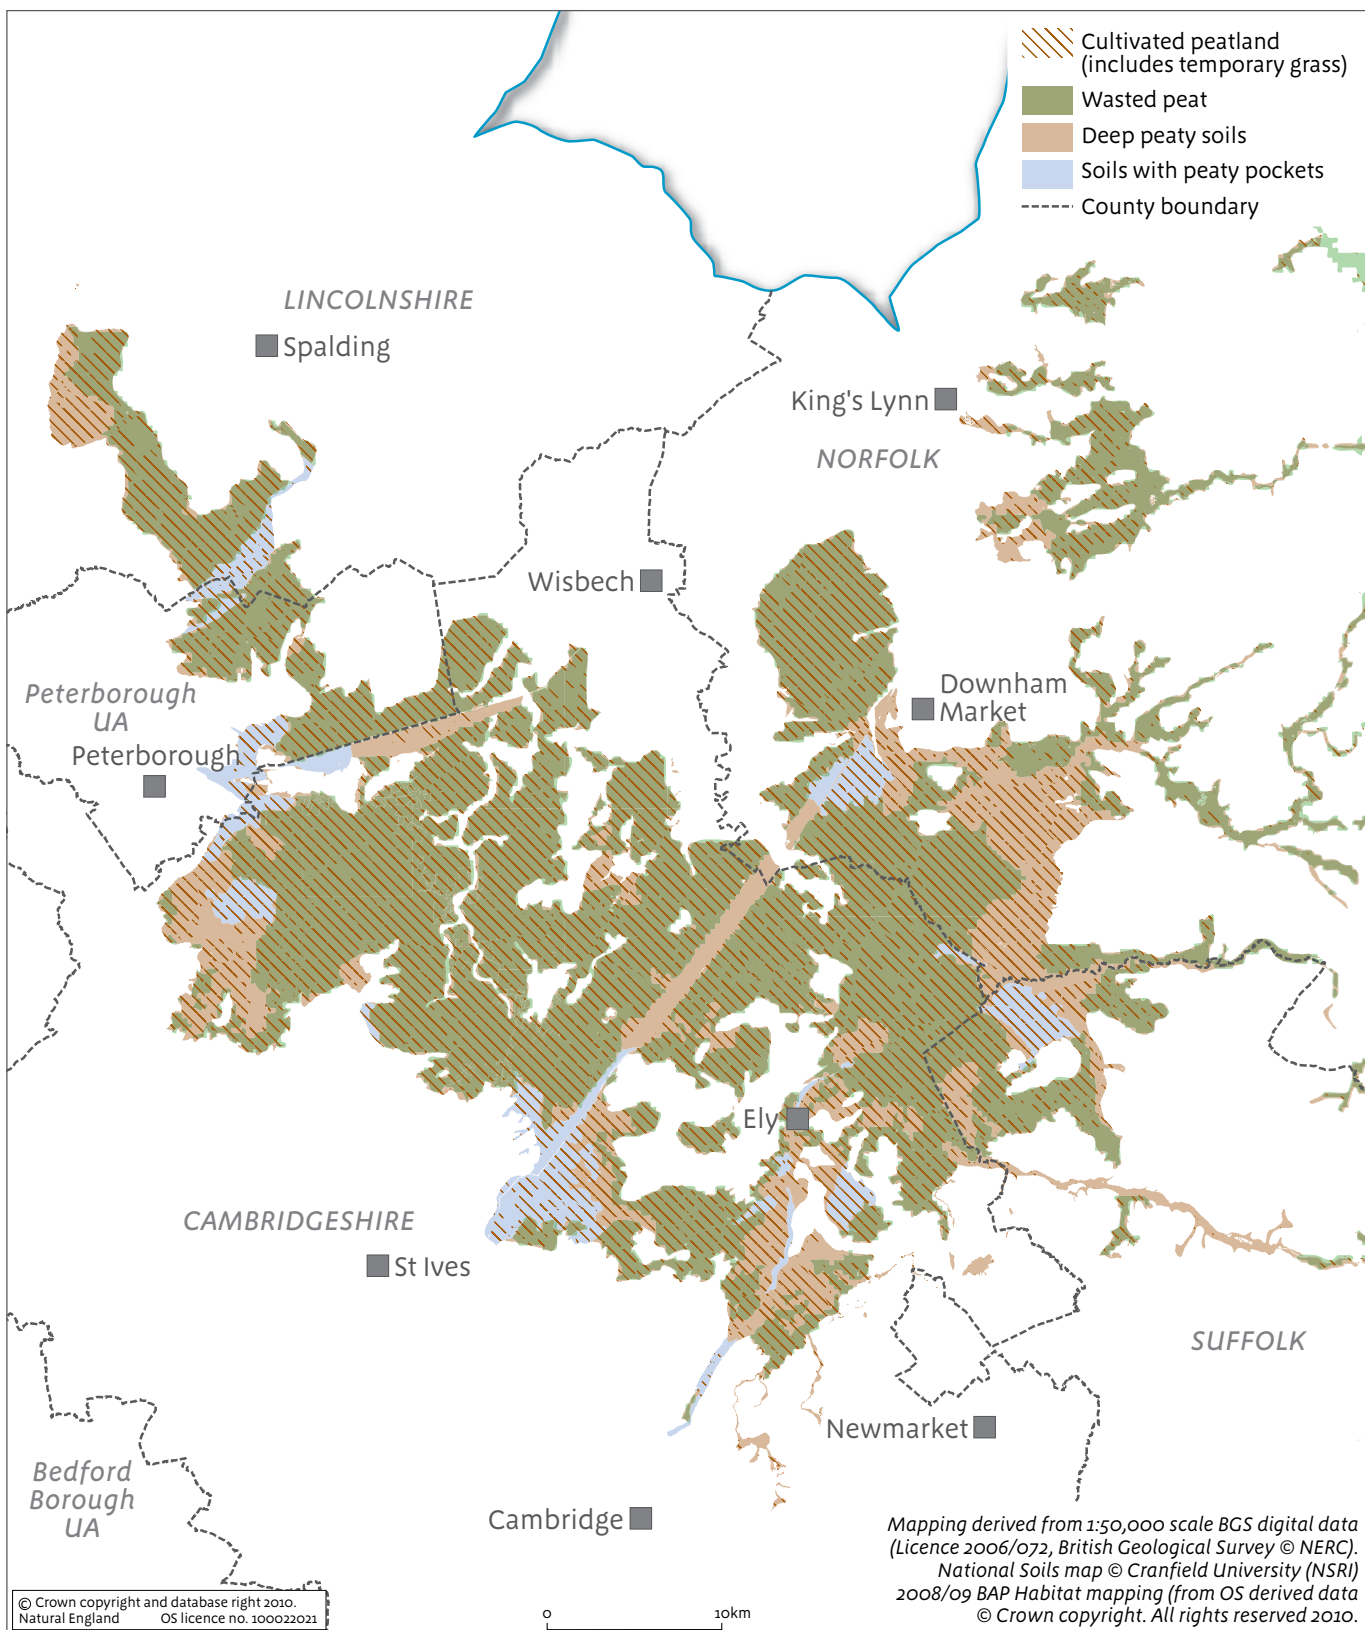 Cultivated peatland
(includes temporary grass)
Wasted peat
Deep peaty soils
Soils with peaty pockets
County boundary
LINCOLNSHIRE
Spalding
King's Lynn
NORFOLK
Wisbech
Peterborough
UA
Peterborough
Downham
Market
Ely
CAMBRIDGESHIRE
St Ives
SUFFOLK
Newmarket
Bedford
Borough
UA
Cambridge
Mapping derived from 1:50,000 scale BGS digital data
(Licence 2006/072, British Geological Survey © NERC).
National Soils map © Cranfield University (NSRI)
2008/09 BAP Habitat mapping (from OS derived data
© Crown copyright. All rights reserved 2010.
© Crown copyright and database right 2010.
Natural England OS licence no. 100022021
0 10km